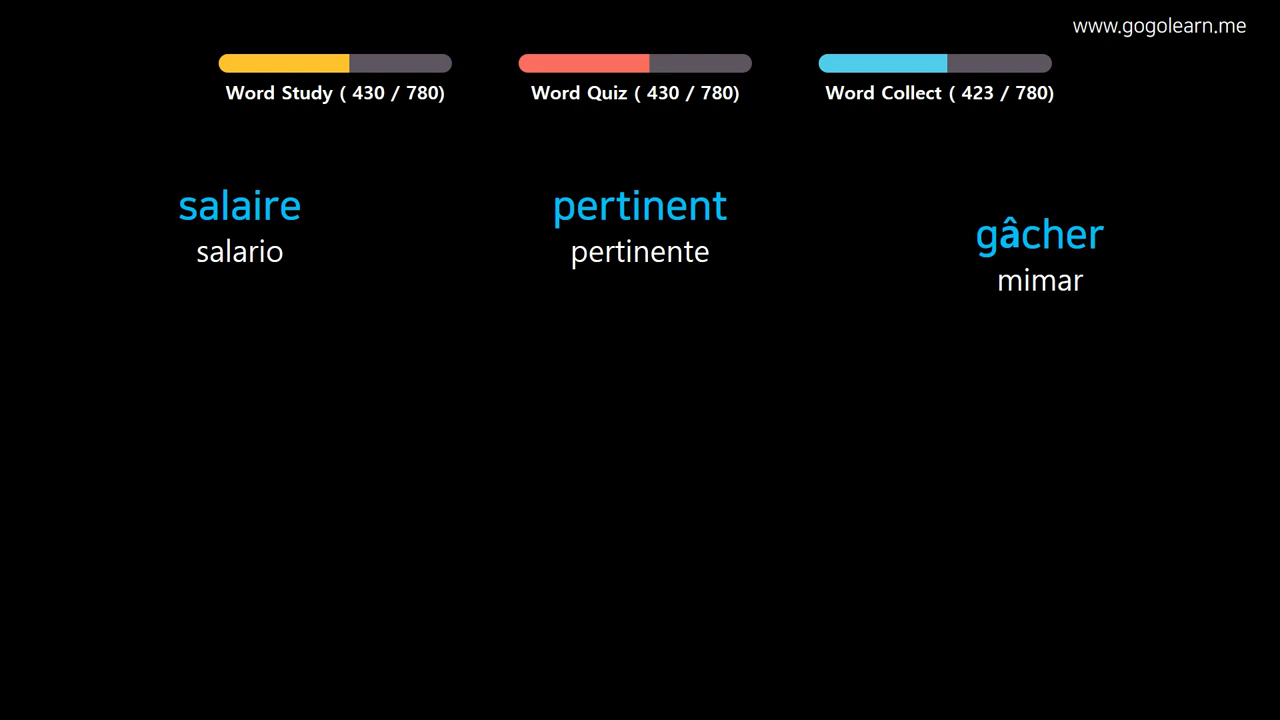 www.gogolearn.me
Word Study ( 430 / 780)
Word Quiz ( 430 / 780)
Word Collect ( 423 / 780)
salaire
salario
pertinent
pertinente
gâcher
mimar